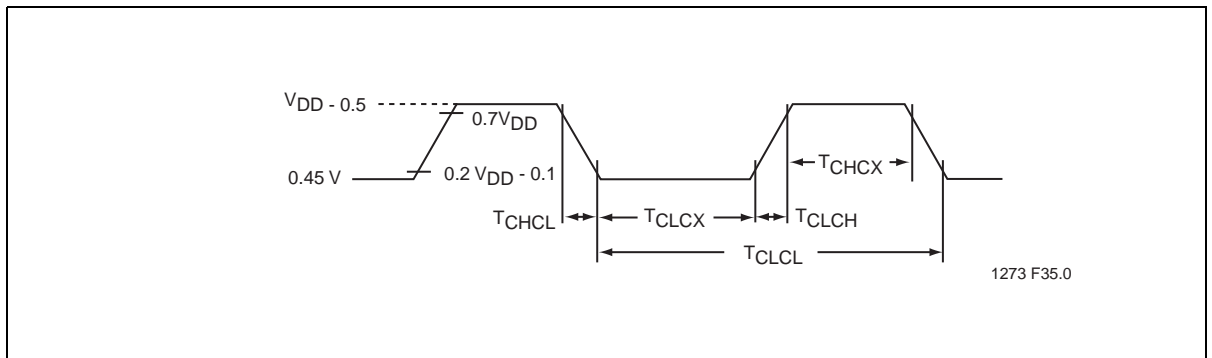 VDD - 0.5
0.7VDD
0.45 V
0.2 VDD - 0.1
TCHCX
TCHCL
TCLCX
TCLCH
TCLCL
1273 F35.0